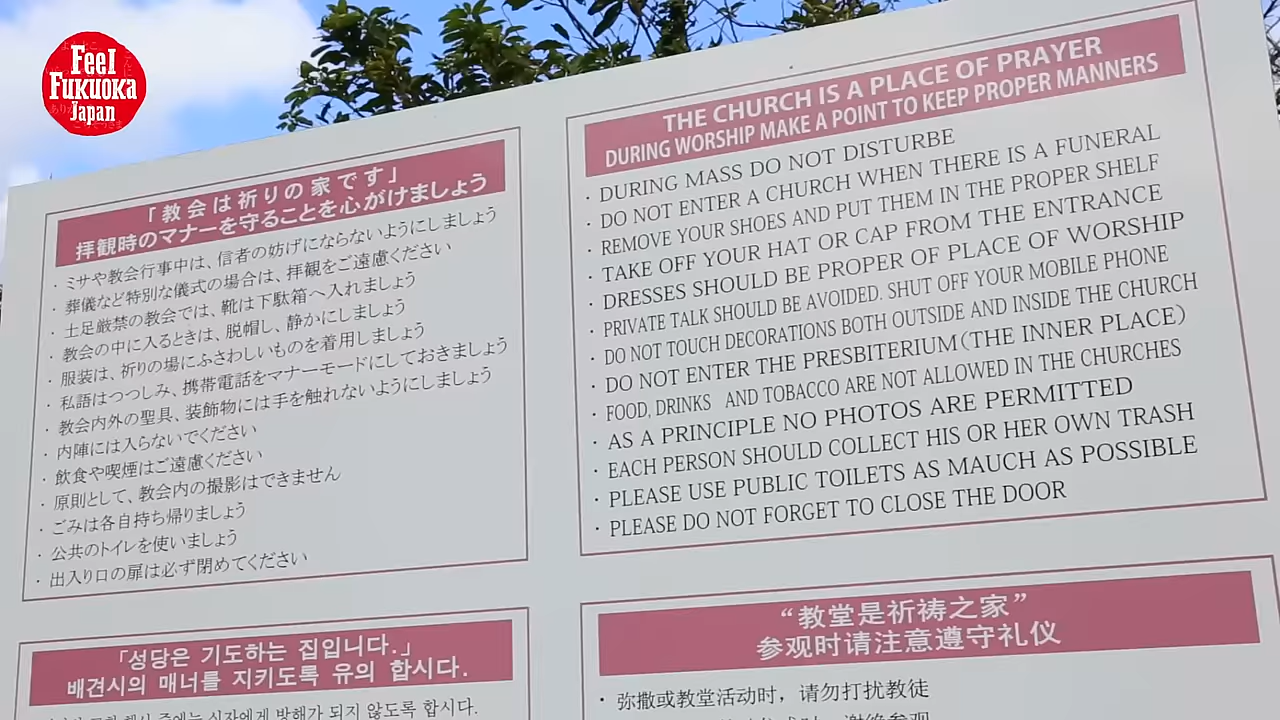 Feel
FUKUOKA
Japan
「教会は祈りの家です」
拝観時のマナーを守ることを心がけましょう
・ミサや教会行事中は、信者の妨げにならないようにしましょう
・葬儀など特別な儀式の場合は、拝観をご遠慮ください
・土足厳禁の教会では、靴は下駄箱へ入れましょう
・教会の中に入るときは、脱帽し、静かにしましょう
・服装は、祈りの場にふさわしいものを着用しましょう
・私語はつつしみ、携帯電話をマナーモードにしておきましょう
・教会内外の聖具、装飾物には手を触れないようにしましょう
・内陣には入らないでください
・飲食や喫煙はご遠慮ください
・原則として、教会内の撮影はできません
・ごみは各自持ち帰りましょう
・公共のトイレを使いましょう
・出入り口の扉は必ず閉めてください
THE CHURCH IS A PLACE OF PRAYER
DURING WORSHIP MAKE A POINT TO KEEP PROPER MANNERS
· DURING MASS DO NOT DISTURBE
· DO NOT ENTER A CHURCH WHEN THERE IS A FUNERAL
· REMOVE YOUR SHOES AND PUT THEM IN THE PROPER SHELF
· TAKE OFF YOUR HAT OR CAP FROM THE ENTRANCE
· DRESSES SHOULD BE PROPER OF PLACE OF WORSHIP
· PRIVATE TALK SHOULD BE AVOIDED. SHUT OFF YOUR MOBILE PHONE
· DO NOT TOUCH DECORATIONS BOTH OUTSIDE AND INSIDE THE CHURCH
· DO NOT ENTER THE PRESBITERIUM(THE INNER PLACE)
· FOOD, DRINKS AND TOBACCO ARE NOT ALLOWED IN THE CHURCHES
· AS A PRINCIPLE NO PHOTOS ARE PERMITTED
· EACH PERSON SHOULD COLLECT HIS OR HER OWN TRASH
· PLEASE USE PUBLIC TOILETS AS MAUCH AS POSSIBLE
· PLEASE DO NOT FORGET TO CLOSE THE DOOR
「성당은 기도하는 집입니다.」
배견시의 매너를 지키도록 유의 합시다.
신자에게 방해가 되지 않도록 합시다.
“教堂是祈祷之家”
参观时请注意遵守礼仪
· 弥撒或教堂活动时，请勿打扰教徒